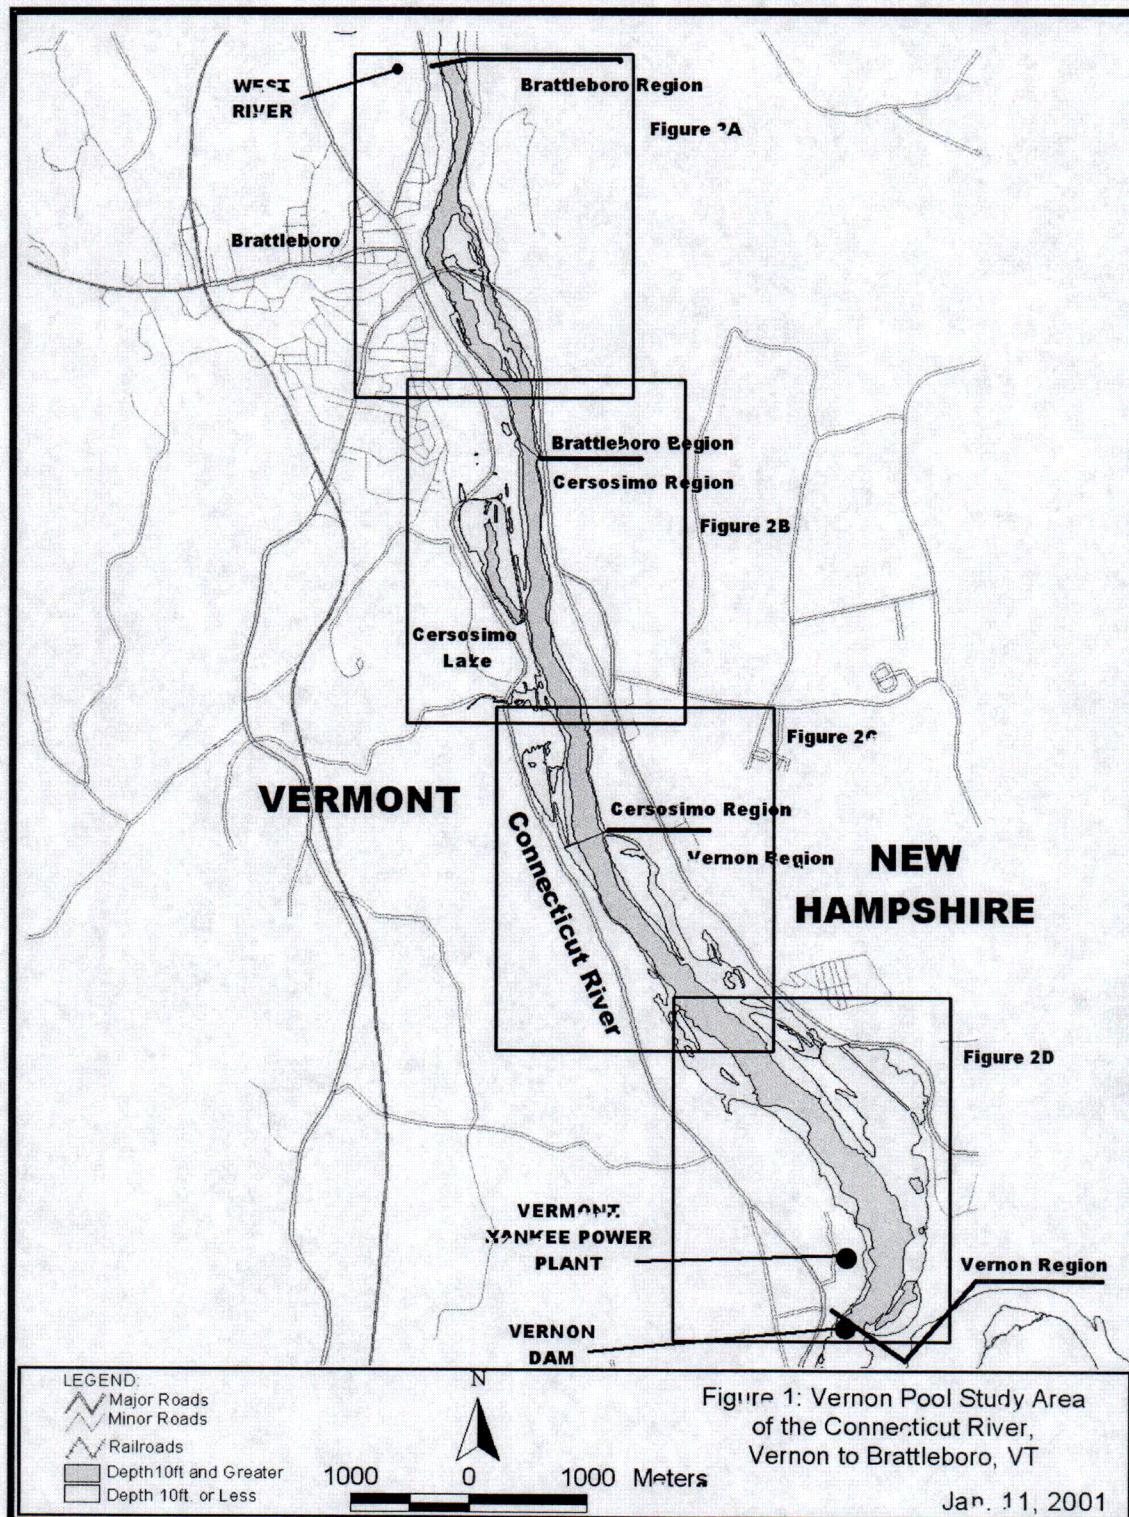 WEST
RIVER
Brattleboro Region
Figure 2A
Brattleboro
Brattleboro Region
Cersosimo Region
Figure 2B
Cersosimo
Lake
Figure 2C
VERMONT
Connecticut River
Cersosimo Region
Vernon Region
NEW
HAMPSHIRE
Figure 2D
VERMONT
YANKEE POWER
PLANT
Vernon Region
VERNON
DAM
LEGEND:
Major Roads
Minor Roads
Railroads
Depth10ft and Greater
Depth 10ft. or Less
N
1000 0 1000 Meters
Figure 1: Vernon Pool Study Area
of the Connecticut River,
Vernon to Brattleboro, VT
Jan. 11, 2001